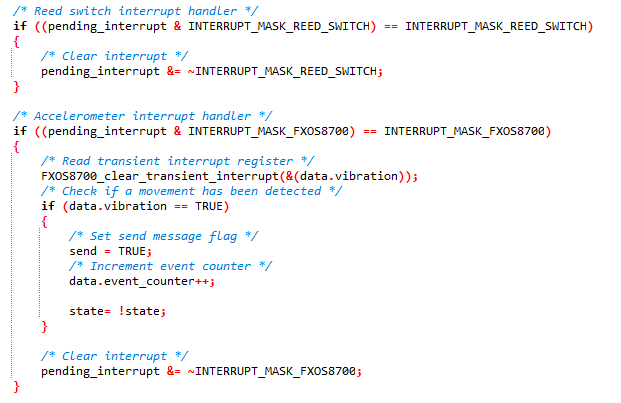 /* Reed switch interrupt handler */
if ((pending_interrupt & INTERRUPT_MASK_REED_SWITCH) == INTERRUPT_MASK_REED_SWITCH)
{
/* Clear interrupt */
pending_interrupt &= ~INTERRUPT_MASK_REED_SWITCH;
}
/* Accelerometer interrupt handler */
if ((pending_interrupt & INTERRUPT_MASK_FXOS8700) == INTERRUPT_MASK_FXOS8700)
{
/* Read transient interrupt register */
FXOS8700_clear_transient_interrupt(&(data.vibration));
/* Check if a movement has been detected */
if (data.vibration == TRUE)
{
/* Set send message flag */
send = TRUE;
/* Increment event counter */
data.event_counter++;
state= !state;
}
/* Clear interrupt */
pending_interrupt &= ~INTERRUPT_MASK_FXOS8700;
}